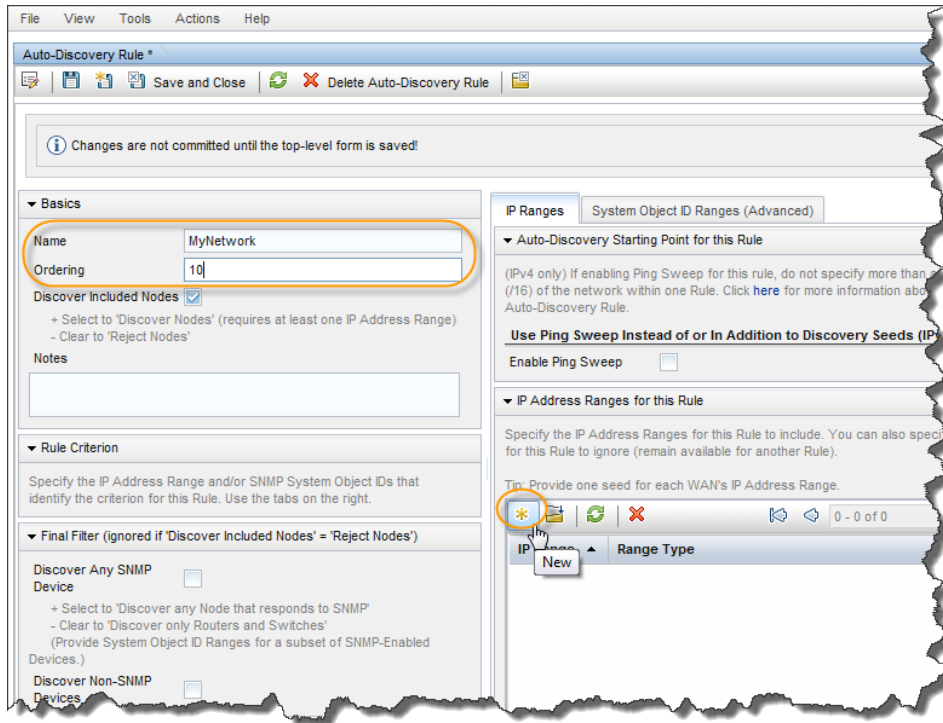 File View Tools Actions Help
Auto-Discovery Rule *
Save and Close Delete Auto-Discovery Rule
Changes are not committed until the top-level form is saved!
Basics
Name MyNetwork
Ordering 10
Discover Included Nodes
+ Select to 'Discover Nodes' (requires at least one IP Address Range)
- Clear to 'Reject Nodes'
Notes
Rule Criterion
Specify the IP Address Range and/or SNMP System Object IDs that
identify the criterion for this Rule. Use the tabs on the right.
Final Filter (ignored if 'Discover Included Nodes' = 'Reject Nodes')
Discover Any SNMP
Device
+ Select to 'Discover any Node that responds to SNMP'
- Clear to 'Discover only Routers and Switches'
(Provide System Object ID Ranges for a subset of SNMP-Enabled
Devices.)
Discover Non-SNMP
Devices
IP Ranges System Object ID Ranges (Advanced)
Auto-Discovery Starting Point for this Rule
(IPv4 only) If enabling Ping Sweep for this rule, do not specify more than
(/16) of the network within one Rule. Click here for more information
Auto-Discovery Rule.
Use Ping Sweep Instead of or In Addition to Discovery Seeds
Enable Ping Sweep
IP Address Ranges for this Rule
Specify the IP Address Ranges for this Rule to include. You can also
for this Rule to ignore (remain available for another Rule).
Tip: Provide one seed for each WAN's IP Address Range.
0 - 0 of 0
IP Range Range Type
New